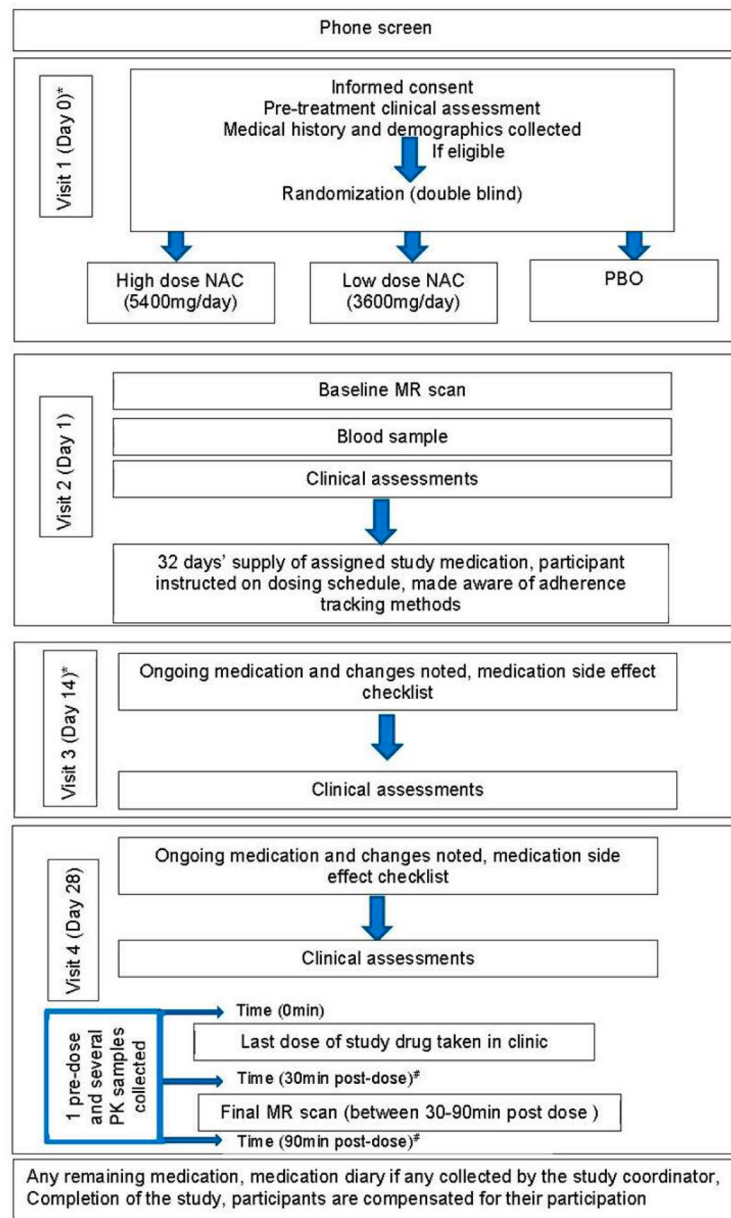 Phone screen
Visit 1 (Day 0)*
Informed consent
Pre-treatment clinical assessment
Medical history and demographics collected
If eligible
Randomization (double blind)
High dose NAC
(5400mg/day)
Low dose NAC
(3600mg/day)
PBO
Visit 2 (Day 1)
Baseline MR scan
Blood sample
Clinical assessments
32 days' supply of assigned study medication, participant
instructed on dosing schedule, made aware of adherence
tracking methods
Visit 3 (Day 14)*
Ongoing medication and changes noted, medication side effect
checklist
Clinical assessments
Visit 4 (Day 28)
Ongoing medication and changes noted, medication side
effect checklist
Clinical assessments
1 pre-dose
and several
PK samples
collected
Time (0min)
Last dose of study drug taken in clinic
Time (30min post-dose)#
Final MR scan (between 30-90min post dose )
Time (90min post-dose)#
Any remaining medication, medication diary if any collected by the study coordinator,
Completion of the study, participants are compensated for their participation